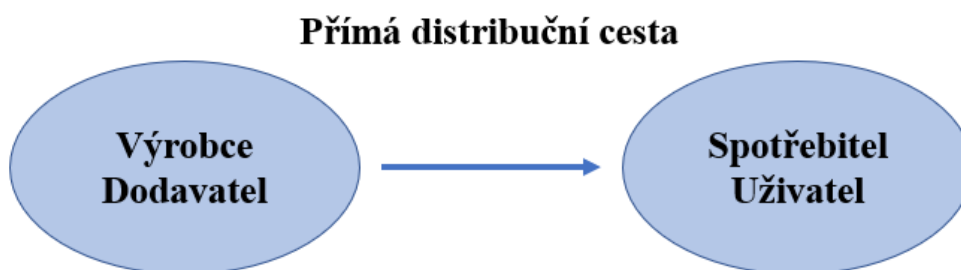 Přímá distribuční cesta
Výrobce
Dodavatel
Spotřebitel
Uživatel